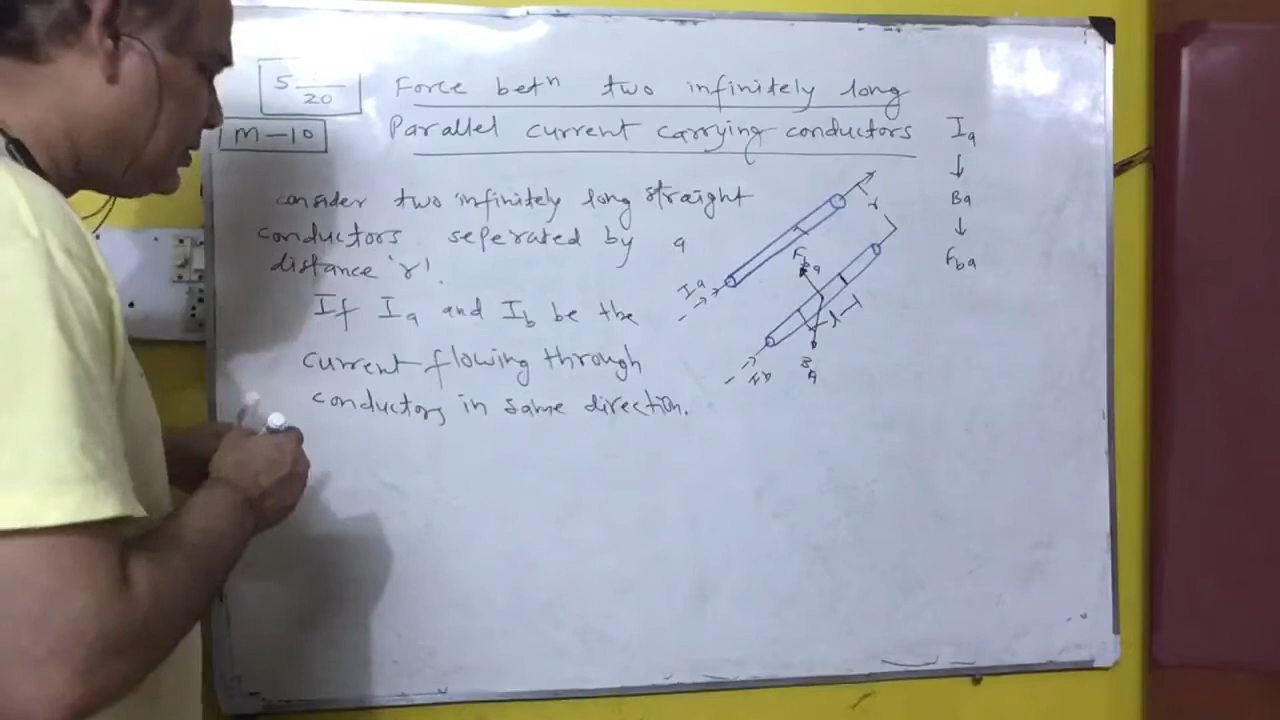 5 1/20
M-10
Force betn two infinitely long
Parallel current carrying conductors
consider two infinitely long straight
conductors seperated by a
distance 'r'.
If Ia and Ib be the
current flowing through
conductors in same direction.
Ia
↓
Ba
↓
Fba
r
Fba
Ia
l
Ib
Ba